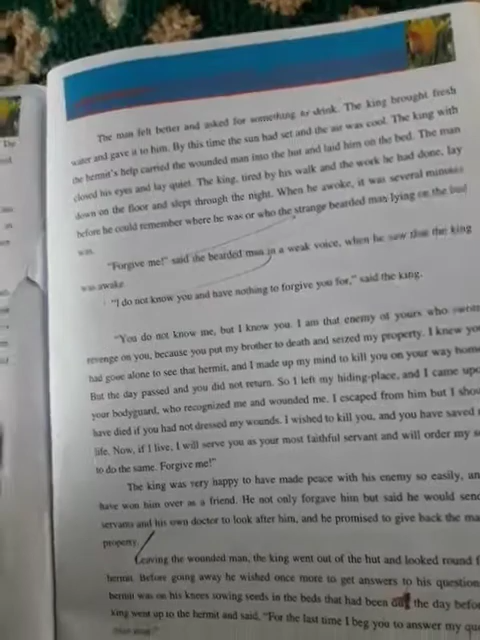 The man felt better and asked for something to drink. The king brought fresh
water and gave it to him. By this time the sun had set and the air was cool. The king with
the hermit's help carried the wounded man into the hut and laid him on the bed. The man
closed his eyes and lay quiet. The king, tired by his walk and the work he had done, lay
down on the floor and slept through the night. When he awoke, it was several minutes
before he could remember where he was or who the strange bearded man lying on the bed
was.
"Forgive me!" said the bearded man in a weak voice, when he saw that the king
was awake.
"I do not know you and have nothing to forgive you for," said the king.
"You do not know me, but I know you. I am that enemy of yours who swore
revenge on you, because you put my brother to death and seized my property. I knew you
had gone alone to see that hermit, and I made up my mind to kill you on your way home
But the day passed and you did not return. So I left my hiding-place, and I came upo
your bodyguard, who recognized me and wounded me. I escaped from him but I shou
have died if you had not dressed my wounds. I wished to kill you, and you have saved
life. Now, if I live, I will serve you as your most faithful servant and will order my s
to do the same. Forgive me!"
The king was very happy to have made peace with his enemy so easily, an
have won him over as a friend. He not only forgave him but said he would send
servants and his own doctor to look after him, and he promised to give back the ma
property.
Leaving the wounded man, the king went out of the hut and looked round f
hermit. Before going away he wished once more to get answers to his question
hermit was on his knees sowing seeds in the beds that had been the day befo
king went up to the hermit and said, "For the last time I beg you to answer my que